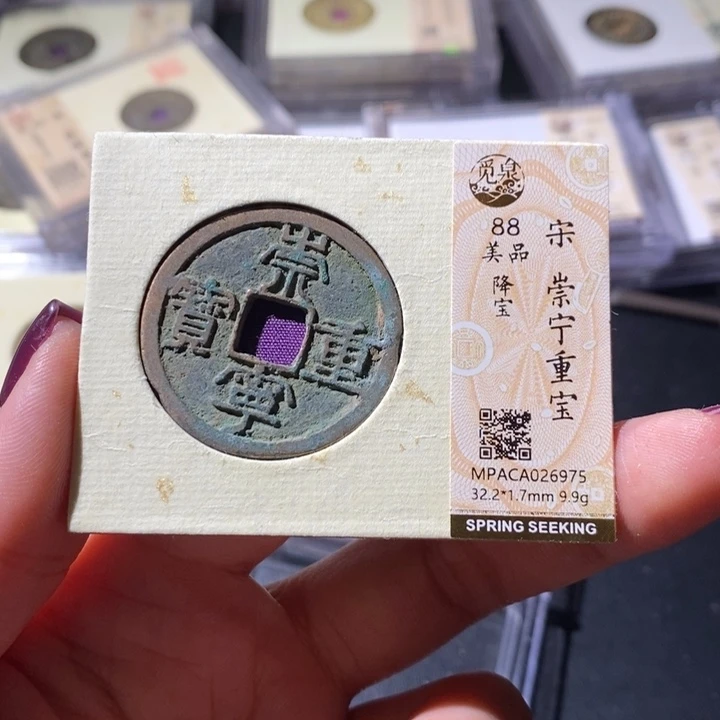 崇
重
寧
寶
觅泉
88
美品
降宝
宋 崇宁重宝
MPACA026975
32.2*1.7mm 9.9g
SPRING SEEKING